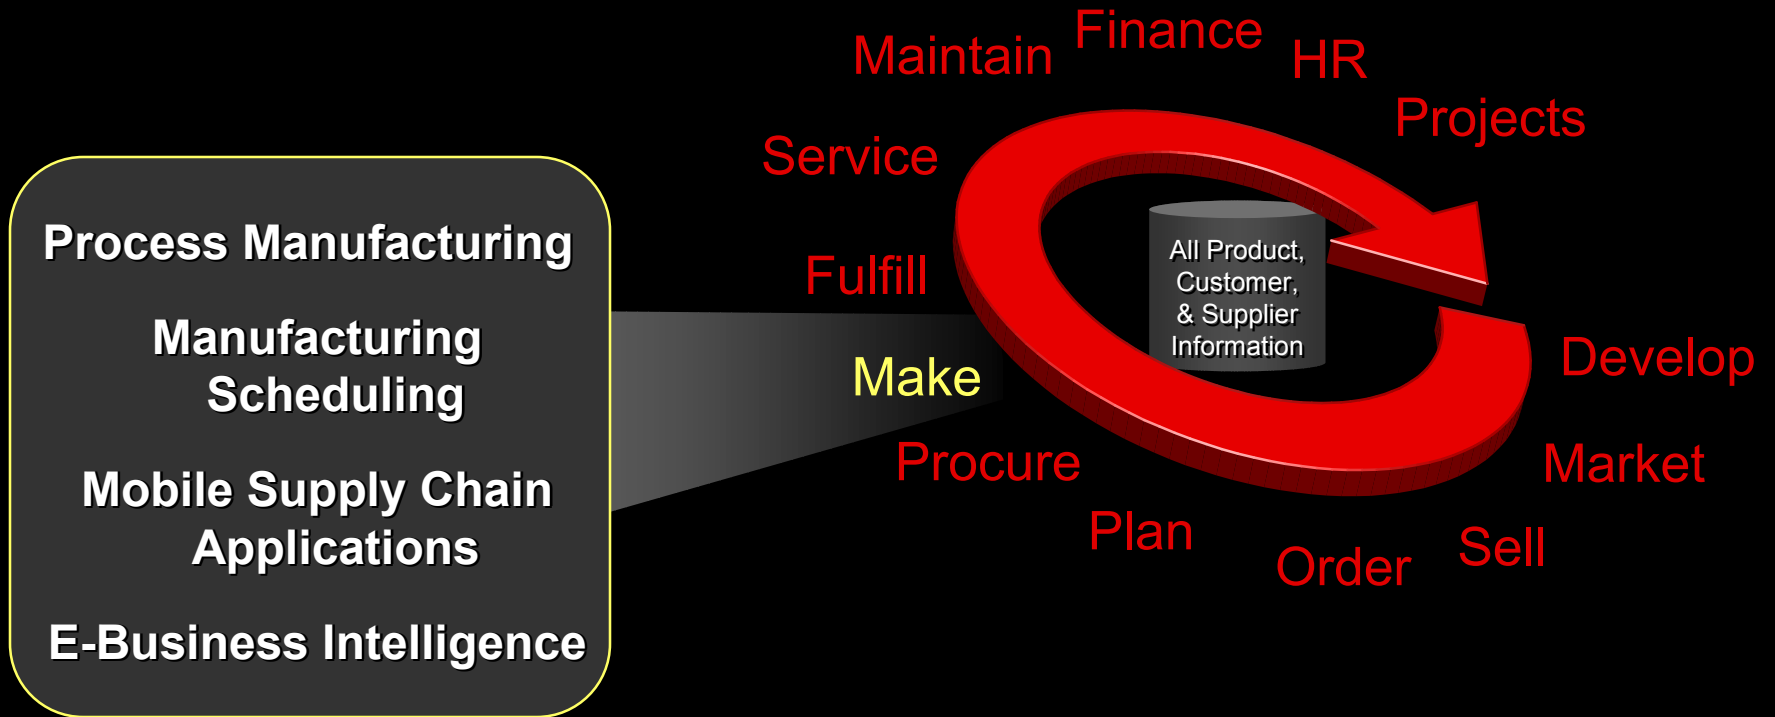 Process Manufacturing
Manufacturing
Scheduling
Mobile Supply Chain
Applications
E-Business Intelligence
Maintain
Finance
HR
Projects
Service
Fulfill
Make
Procure
Plan
Order
Sell
Market
Develop
All Product,
Customer,
& Supplier
Information